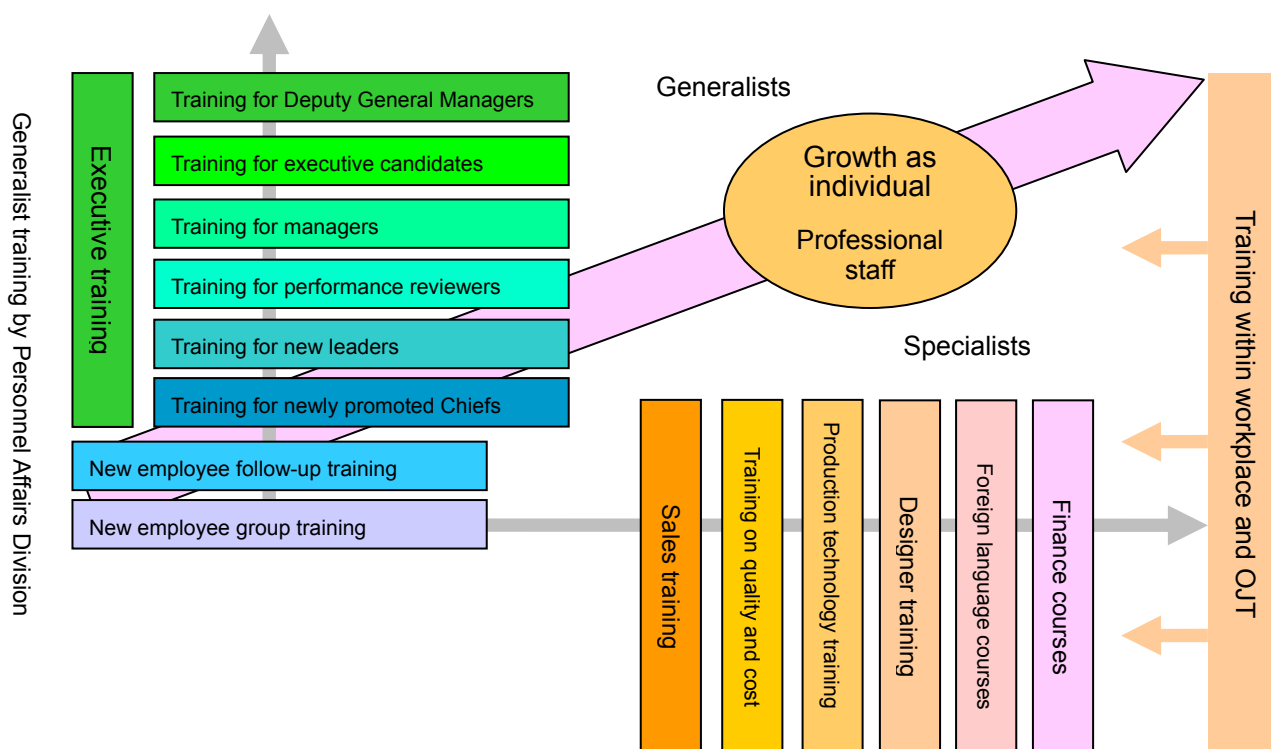 Generalist training by Personnel Affairs Division
Executive training
Training for Deputy General Managers
Training for executive candidates
Training for managers
Training for performance reviewers
Training for new leaders
Training for newly promoted Chiefs
New employee follow-up training
New employee group training
Generalists
Growth as
individual
Professional
staff
Specialists
Sales training
Training on quality and cost
Production technology training
Designer training
Foreign language courses
Finance courses
Training within workplace and OJT